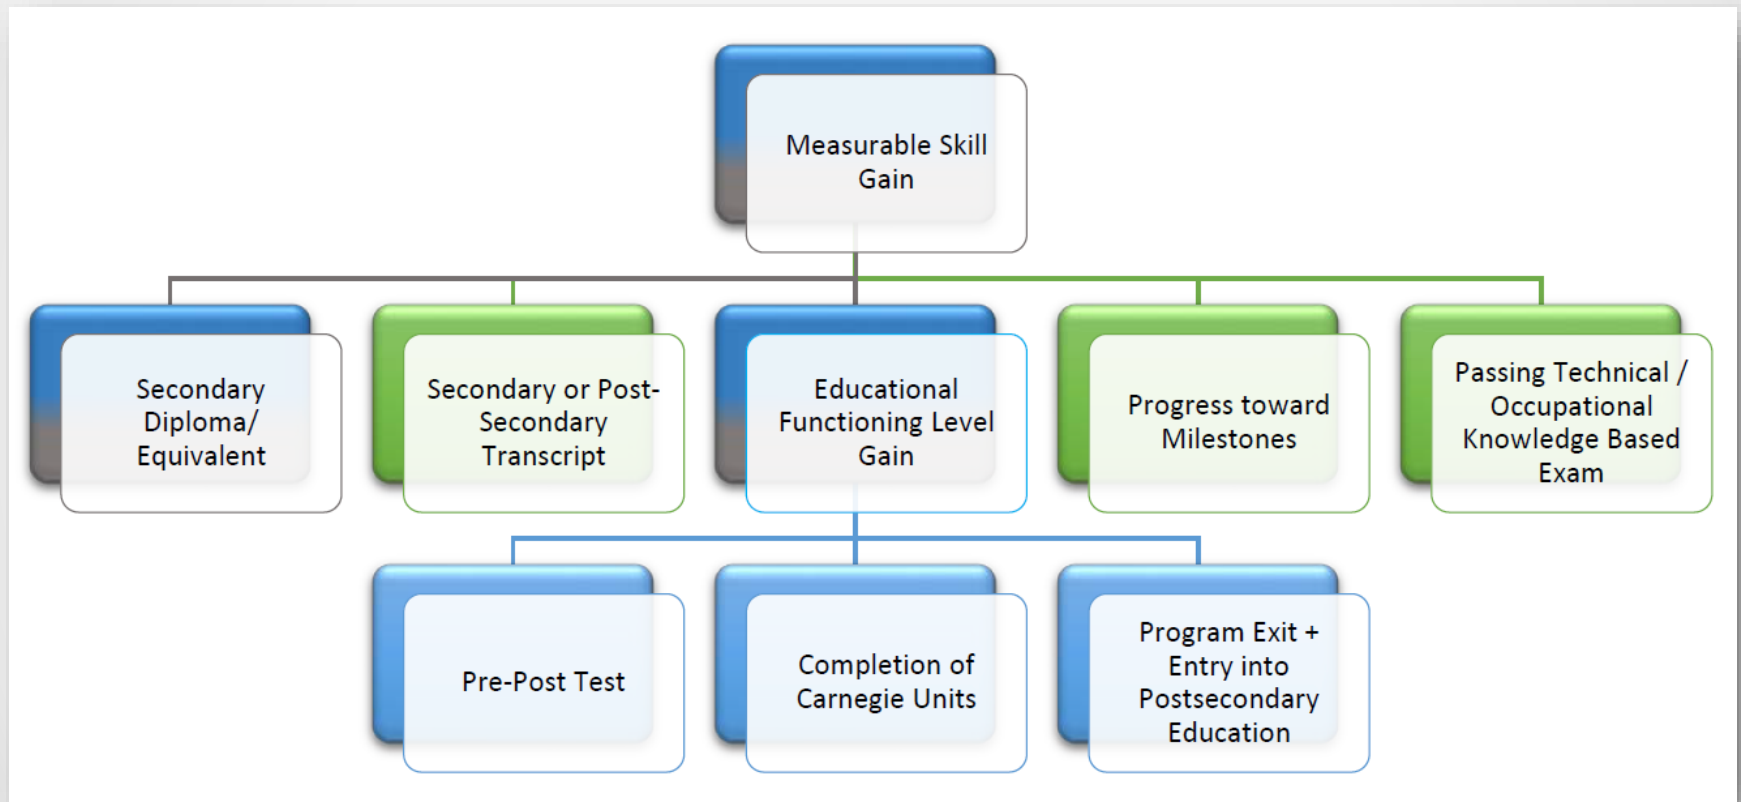 Measurable Skill
Gain
Secondary
Diploma/
Equivalent
Secondary or Post-
Secondary
Transcript
Educational
Functioning Level
Gain
Progress toward
Milestones
Passing Technical /
Occupational
Knowledge Based
Exam
Pre-Post Test
Completion of
Carnegie Units
Program Exit +
Entry into
Postsecondary
Education